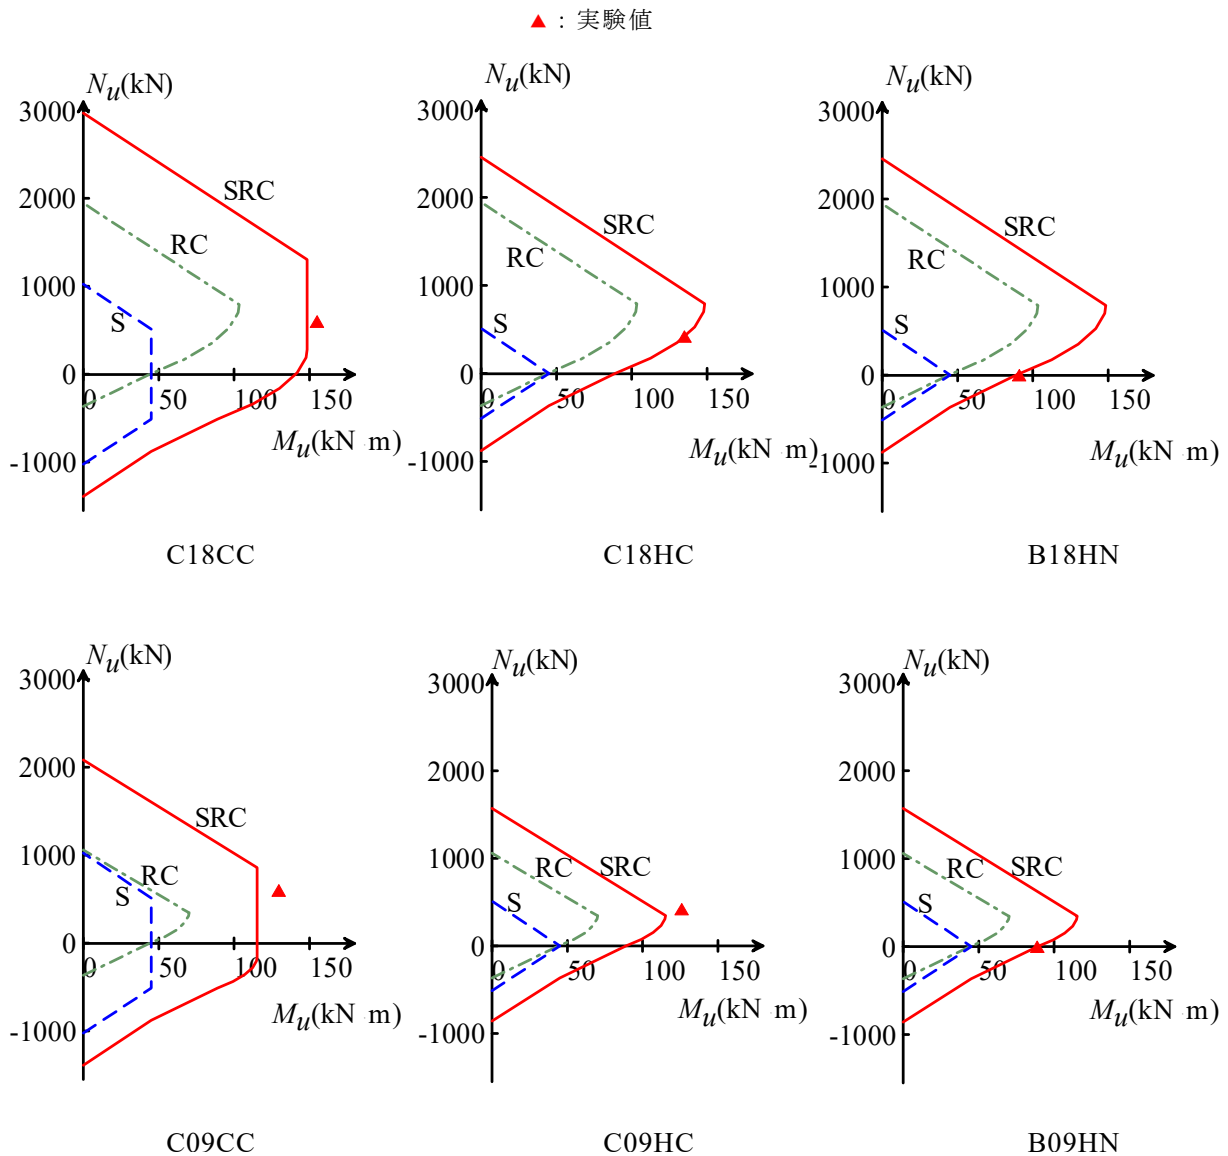 ▲ : 実験値
Nu(kN)
3000
2000
1000
0
-1000
SRC
RC
S
0 50 100 150
Mu(kN m)
C18CC
Nu(kN)
3000
2000
1000
0
-1000
SRC
RC
S
0 50 100 150
Mu(kN m)
C18HC
Nu(kN)
3000
2000
1000
0
-1000
SRC
RC
S
0 50 100 150
Mu(kN m)
B18HN
Nu(kN)
3000
2000
1000
0
-1000
SRC
RC
S
0 50 100 150
Mu(kN m)
C09CC
Nu(kN)
3000
2000
1000
0
-1000
SRC
RC
S
0 50 100 150
Mu(kN m)
C09HC
Nu(kN)
3000
2000
1000
0
-1000
SRC
RC
S
0 50 100 150
Mu(kN m)
B09HN